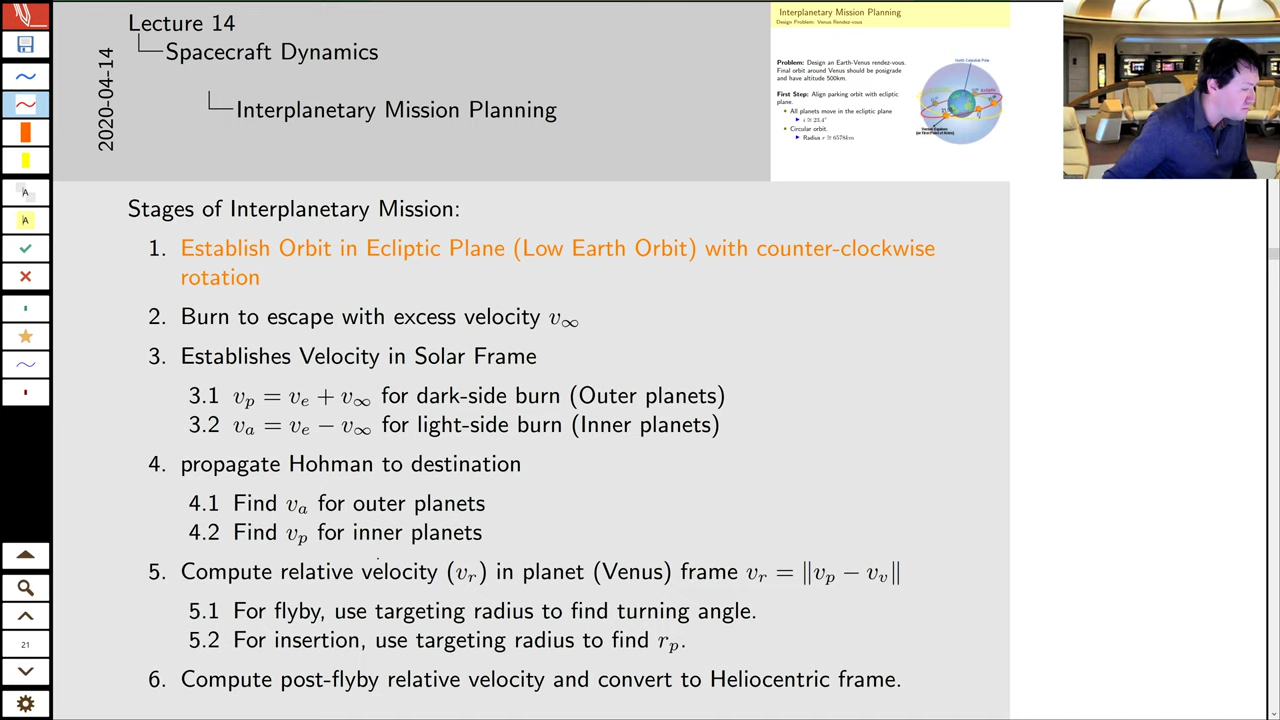 Lecture 14
Spacecraft Dynamics
Interplanetary Mission Planning
2020-04-14
Interplanetary Mission Planning
Design Problem: Venus Rendez-vous
Problem: Design an Earth-Venus rendez-vous.
Final orbit around Venus should be posigrade
and have altitude 500km.
First Step: Align parking orbit with ecliptic
plane.
• All planets move in the ecliptic plane
▶ i ≅ 23.4°
• Circular orbit.
▶ Radius r ≅ 6578km
North Celestial Pole
Stages of Interplanetary Mission:
1. Establish Orbit in Ecliptic Plane (Low Earth Orbit) with counter-clockwise
rotation
2. Burn to escape with excess velocity v∞
3. Establishes Velocity in Solar Frame
3.1 vₚ = vₑ + v∞ for dark-side burn (Outer planets)
3.2 vₐ = vₑ − v∞ for light-side burn (Inner planets)
4. propagate Hohman to destination
4.1 Find vₐ for outer planets
4.2 Find vₚ for inner planets
5. Compute relative velocity (vᵣ) in planet (Venus) frame vᵣ = ‖vₚ − vᵥ‖
5.1 For flyby, use targeting radius to find turning angle.
5.2 For insertion, use targeting radius to find rₚ.
6. Compute post-flyby relative velocity and convert to Heliocentric frame.
A
A
21